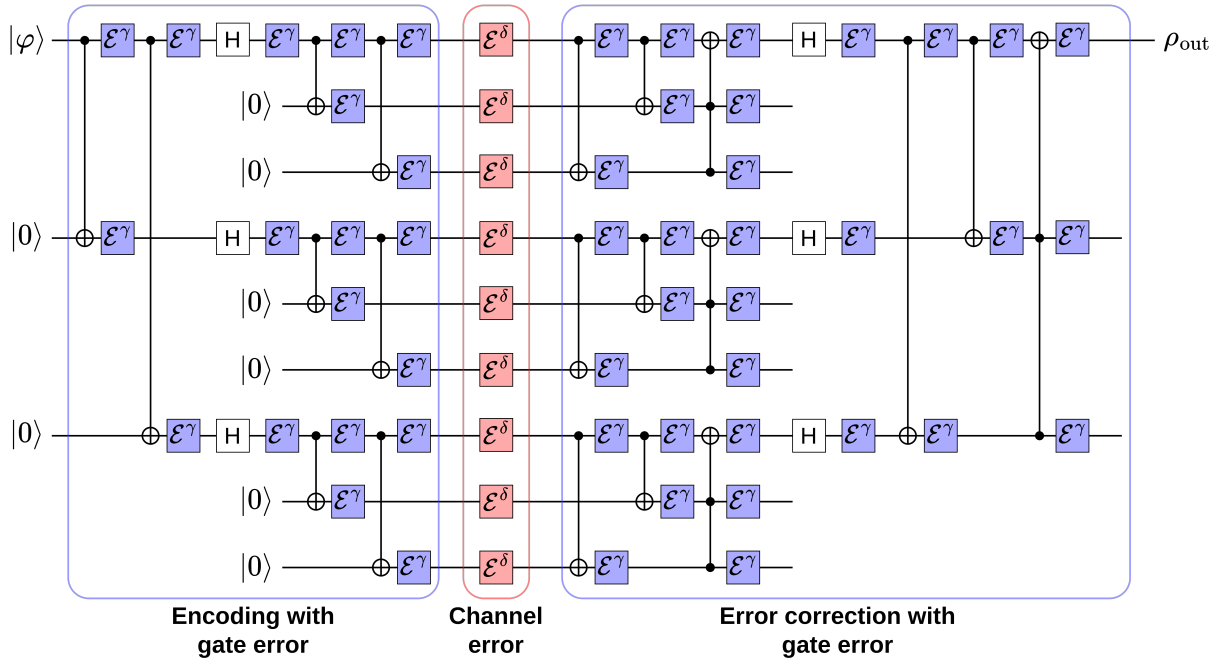 |φ⟩ ℰ^γ ℰ^γ H ℰ^γ ℰ^γ ℰ^γ ℰ^δ ℰ^γ ℰ^γ ℰ^γ H ℰ^γ ℰ^γ ℰ^γ ℰ^γ ρ_out
|0⟩ ℰ^γ ℰ^δ ℰ^γ ℰ^γ
|0⟩ ℰ^γ ℰ^δ ℰ^γ ℰ^γ
|0⟩ ℰ^γ H ℰ^γ ℰ^γ ℰ^γ ℰ^δ ℰ^γ ℰ^γ ℰ^γ H ℰ^γ ℰ^γ ℰ^γ
|0⟩ ℰ^γ ℰ^δ ℰ^γ ℰ^γ
|0⟩ ℰ^γ ℰ^δ ℰ^γ ℰ^γ
|0⟩ ℰ^γ H ℰ^γ ℰ^γ ℰ^γ ℰ^δ ℰ^γ ℰ^γ ℰ^γ H ℰ^γ ℰ^γ ℰ^γ
|0⟩ ℰ^γ ℰ^δ ℰ^γ ℰ^γ
|0⟩ ℰ^γ ℰ^δ ℰ^γ ℰ^γ
Encoding with
gate error
Channel
error
Error correction with
gate error